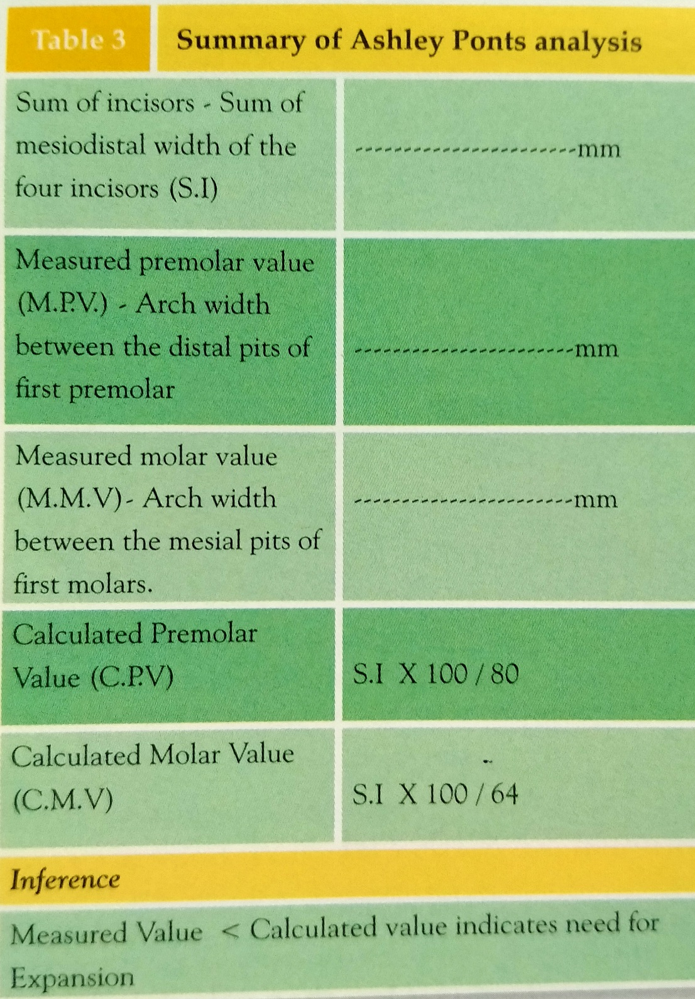 Table 3
Summary of Ashley Ponts analysis
Sum of incisors - Sum of
mesiodistal width of the
four incisors (S.I)
----------------------mm
Measured premolar value
(M.P.V.) - Arch width
between the distal pits of
first premolar
----------------------mm
Measured molar value
(M.M.V)- Arch width
between the mesial pits of
first molars.
----------------------mm
Calculated Premolar
Value (C.P.V)
S.I X 100 / 80
Calculated Molar Value
(C.M.V)
S.I X 100 / 64
Inference
Measured Value < Calculated value indicates need for
Expansion